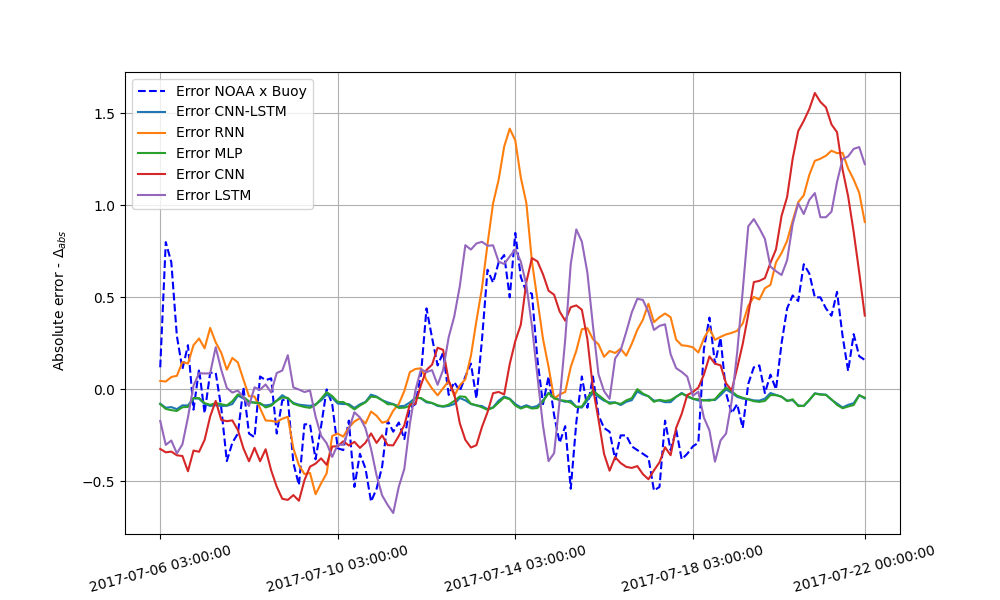 Error NOAA x Buoy
Error CNN-LSTM
Error RNN
Error MLP
Error CNN
Error LSTM
Absolute error - Δabs
1.5
1.0
0.5
0.0
−0.5
2017-07-06 03:00:00
2017-07-10 03:00:00
2017-07-14 03:00:00
2017-07-18 03:00:00
2017-07-22 00:00:00